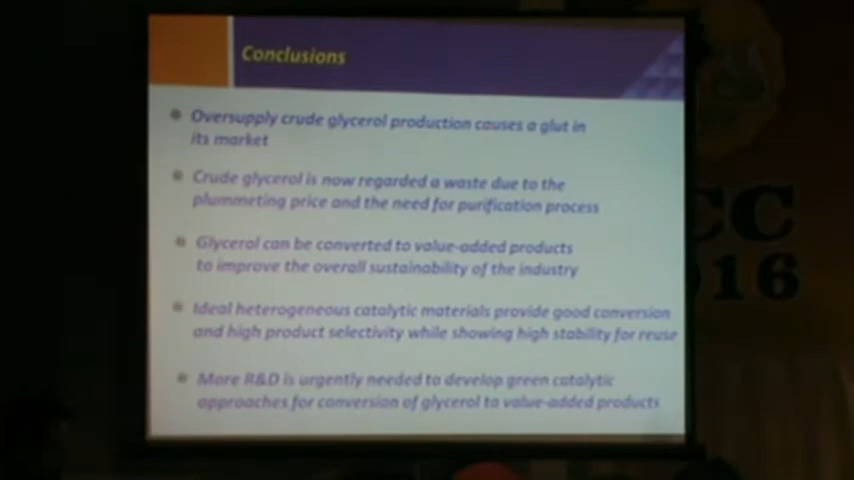 Conclusions
Oversupply crude glycerol production causes a glut in
its market
Crude glycerol is now regarded a waste due to the
plummeting price and the need for purification process
Glycerol can be converted to value-added products
to improve the overall sustainability of the industry
Ideal heterogeneous catalytic materials provide good conversion
and high product selectivity while showing high stability for reuse
More R&D is urgently needed to develop green catalytic
approaches for conversion of glycerol to value-added products
CC
16